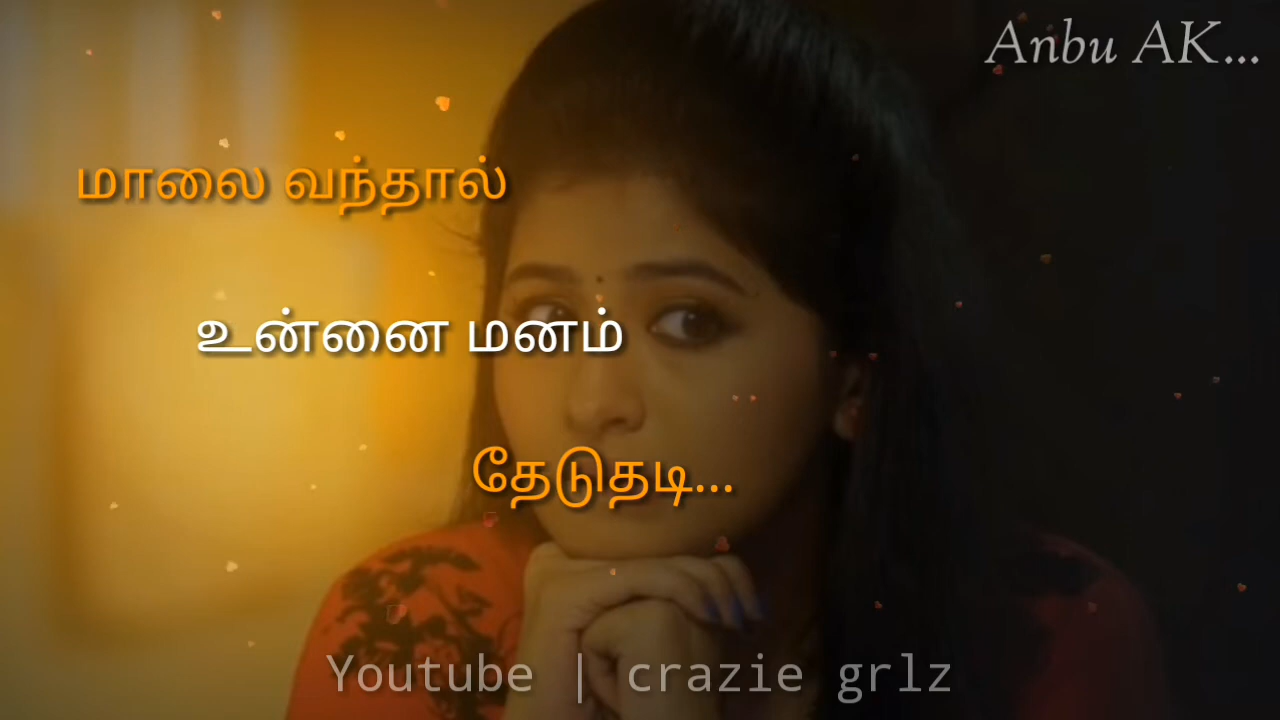 Anbu AK...
மாலை வந்தால்
உன்னை மனம்
தேடுதடி...
Youtube | crazie grlz